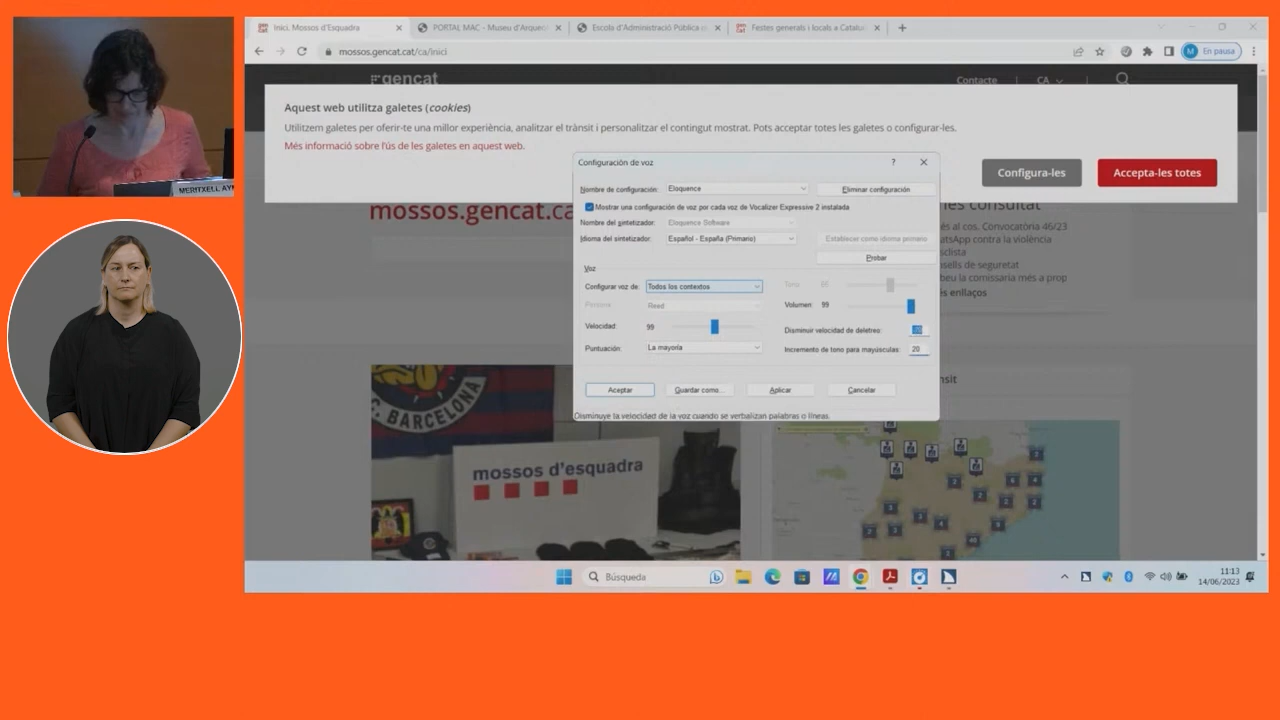 MERITXELL AYM
Inici. Mossos d'Esquadra
PORTAL MAC - Museu d'Arqueol
Escola d'Administració Pública
Festes generals i locals a Catalun
mossos.gencat.cat/ca/inici
M En pausa
gencat
Contacte
CA
Aquest web utilitza galetes (cookies)
Utilitzem galetes per oferir-te una millor experiència, analitzar el trànsit i personalitzar el contingut mostrat. Pots acceptar totes les galetes o configurar-les.
Més informació sobre l'ús de les galetes en aquest web.
Configura-les
Accepta-les totes
mossos.gencat.ca
és consultat
és al cos. Convocatòria 46/23
atsApp contra la violència
sclista
nsells de seguretat
beu la comissaria més a prop
és enllaços
nsit
Configuración de voz
Nombre de configuración: Eloquence
Eliminar configuración
Mostrar una configuración de voz por cada voz de Vocalizer Expressive 2 instalada
Nombre del sintetizador: Eloquence Software
Idioma del sintetizador: Español - España (Primario)
Establecer como idioma primario
Probar
Voz
Configurar voz de: Todos los contextos
Persona: Reed
Volumen: 99
Velocidad: 99
Disminuir velocidad de deletreo:
Puntuación: La mayoría
Incremento de tono para mayúsculas: 20
Aceptar
Guardar como...
Aplicar
Cancelar
Disminuye la velocidad de la voz cuando se verbalizan palabras o líneas.
C. BARCELONA
mossos d'esquadra
Búsqueda
11:13
14/06/2023